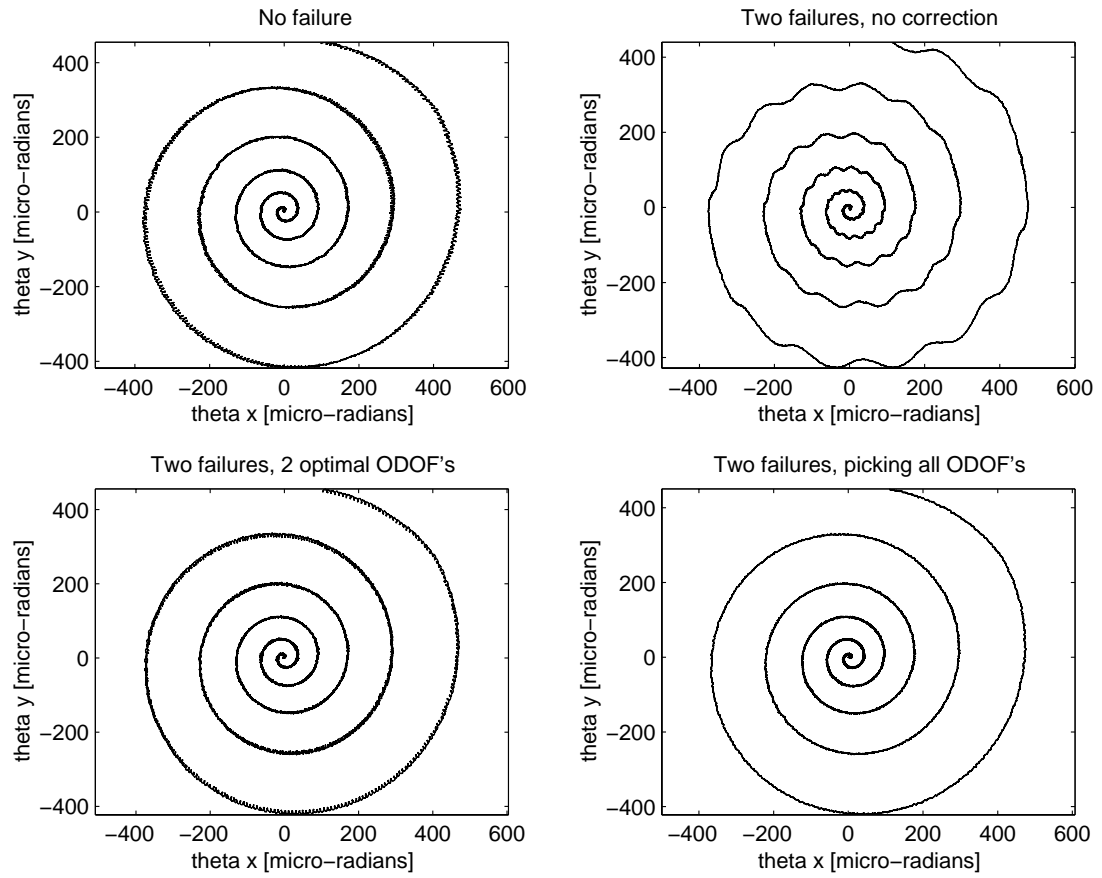 No failure
400
200
0
−200
−400
−400 −200 0 200 400 600
theta x [micro−radians]
theta y [micro−radians]
Two failures, no correction
400
200
0
−200
−400
−400 −200 0 200 400 600
theta x [micro−radians]
theta y [micro−radians]
Two failures, 2 optimal ODOF's
400
200
0
−200
−400
−400 −200 0 200 400 600
theta x [micro−radians]
theta y [micro−radians]
Two failures, picking all ODOF's
400
200
0
−200
−400
−400 −200 0 200 400 600
theta x [micro−radians]
theta y [micro−radians]